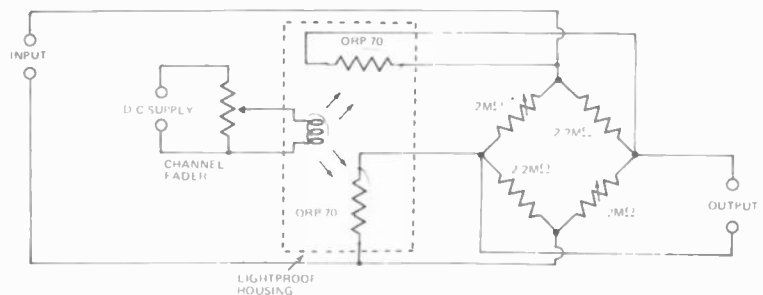 ORP 70
INPUT
D C SUPPLY
2MΩ
2.2MΩ
CHANNEL
FADER
2.2MΩ
2MΩ
ORP 70
OUTPUT
LIGHTPROOF
HOUSING